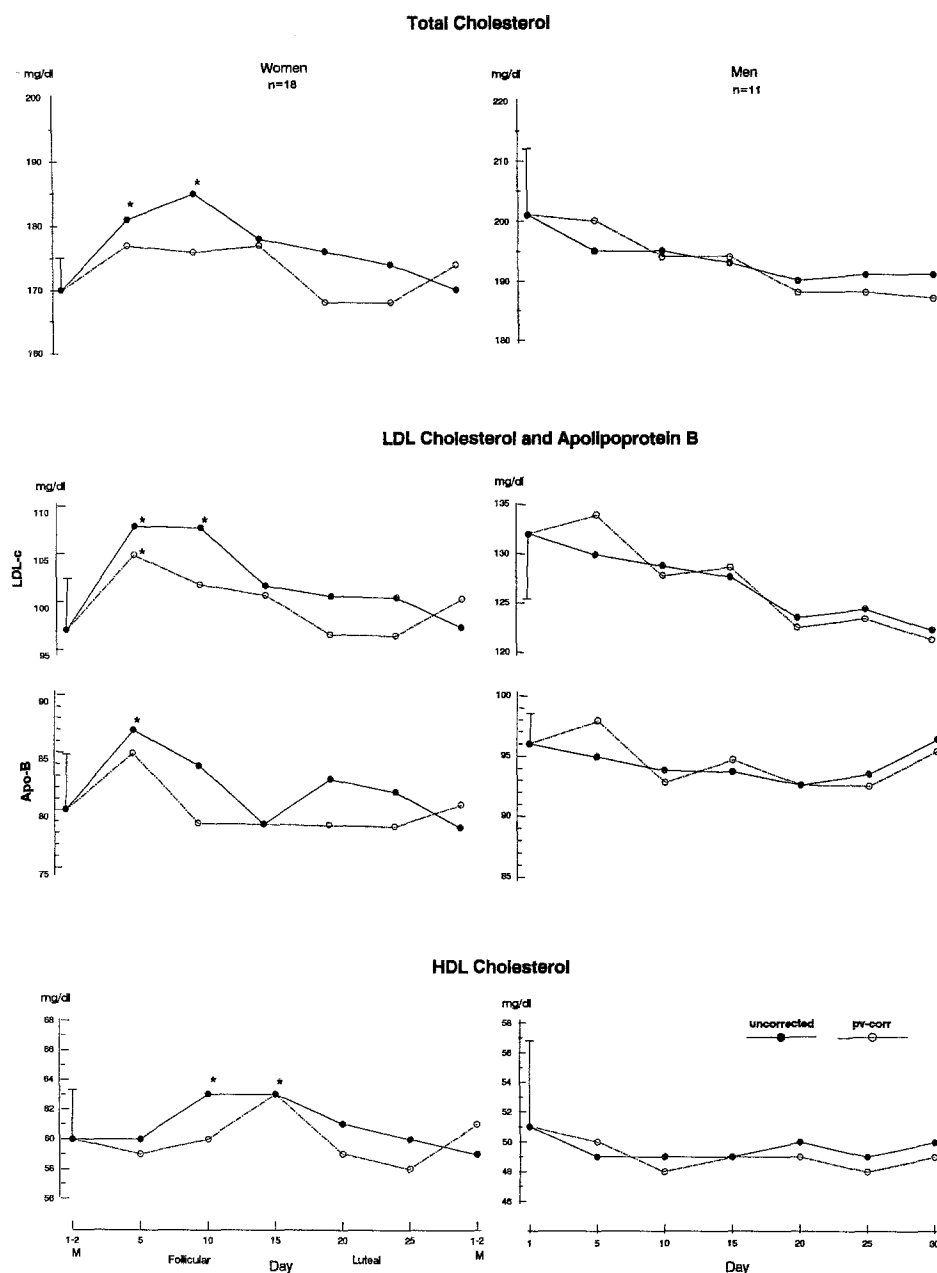 Total Cholesterol
Women
n=18
mg/dl
200
190
180
170
160
*
*
Men
n=11
mg/dl
220
210
200
190
180
LDL Cholesterol and Apolipoprotein B
mg/dl
LDL-c
110
105
100
95
*
*
*
mg/dl
135
130
125
120
Apo-B
90
85
80
75
*
100
95
90
85
HDL Cholesterol
mg/dl
68
66
64
62
60
58
56
*
*
1-2
M
5
10
15
20
25
1-2
M
Follicular
Day
Luteal
mg/dl
58
56
54
52
50
48
46
uncorrected
pv-corr
1
5
10
15
20
25
30
Day